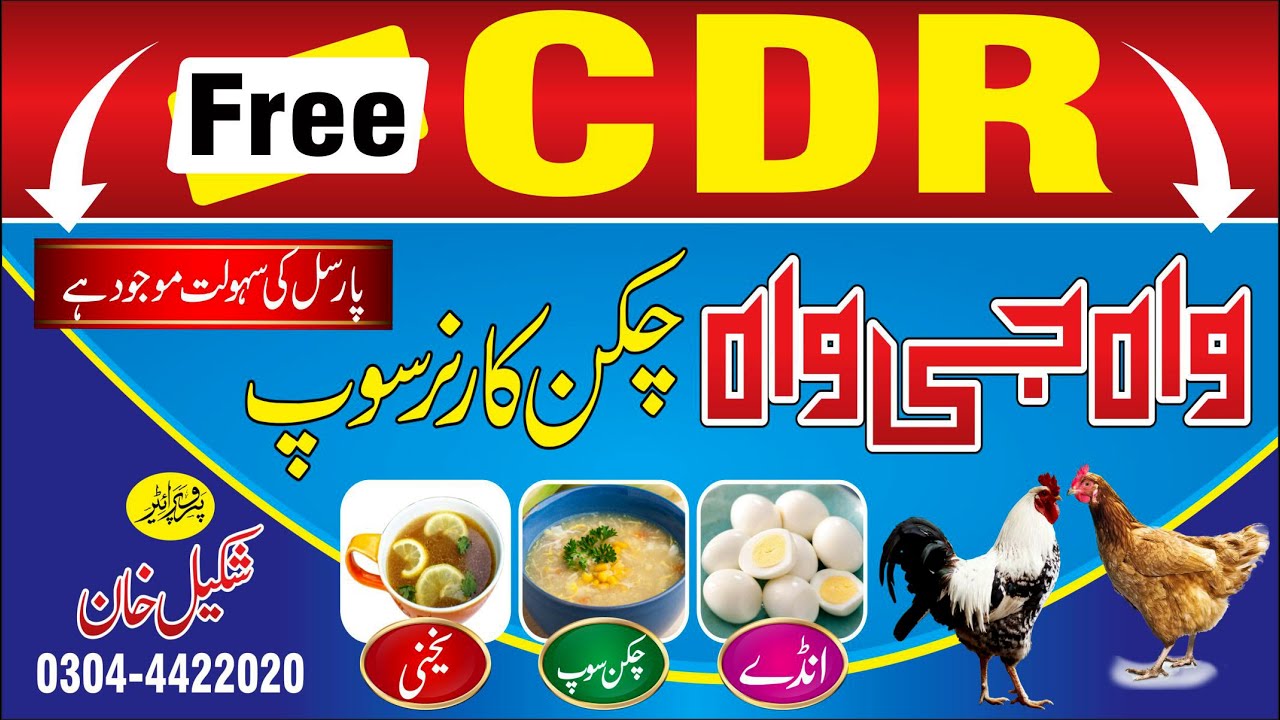 Free CDR
پارسل کی سہولت موجود ہے
واہ جی واہ چکن کارنر سوپ
پروپرائیٹر
شکیل خان
0304-4422020
انڈے
چکن سوپ
یخنی